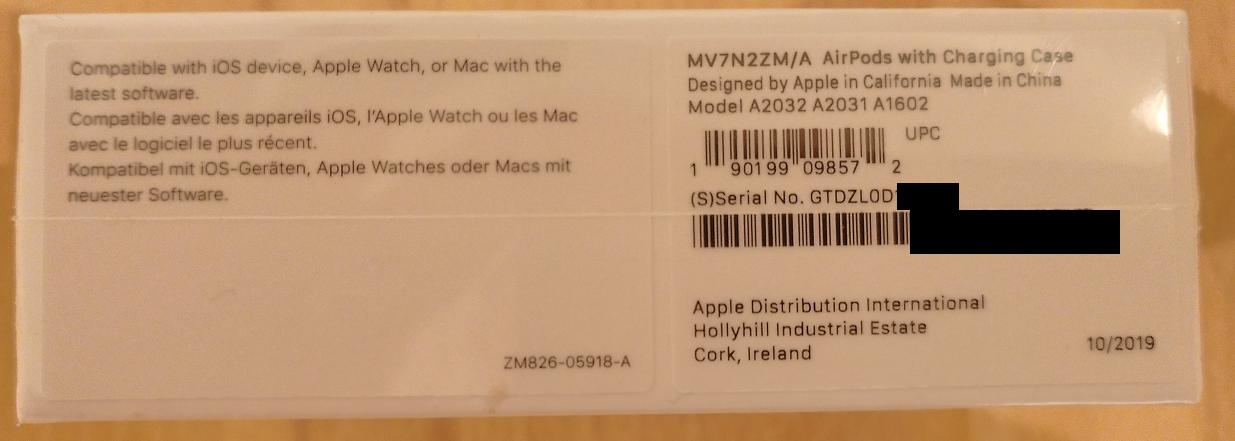 Compatible with iOS device, Apple Watch, or Mac with the
latest software.
Compatible avec les appareils iOS, l'Apple Watch ou les Mac
avec le logiciel le plus récent.
Kompatibel mit iOS-Geräten, Apple Watches oder Macs mit
neuester Software.
ZM826-05918-A
MV7N2ZM/A AirPods with Charging Case
Designed by Apple in California Made in China
Model A2032 A2031 A1602
UPC
1 90199 09857 2
(S)Serial No. GTDZL0D
Apple Distribution International
Hollyhill Industrial Estate
Cork, Ireland
10/2019